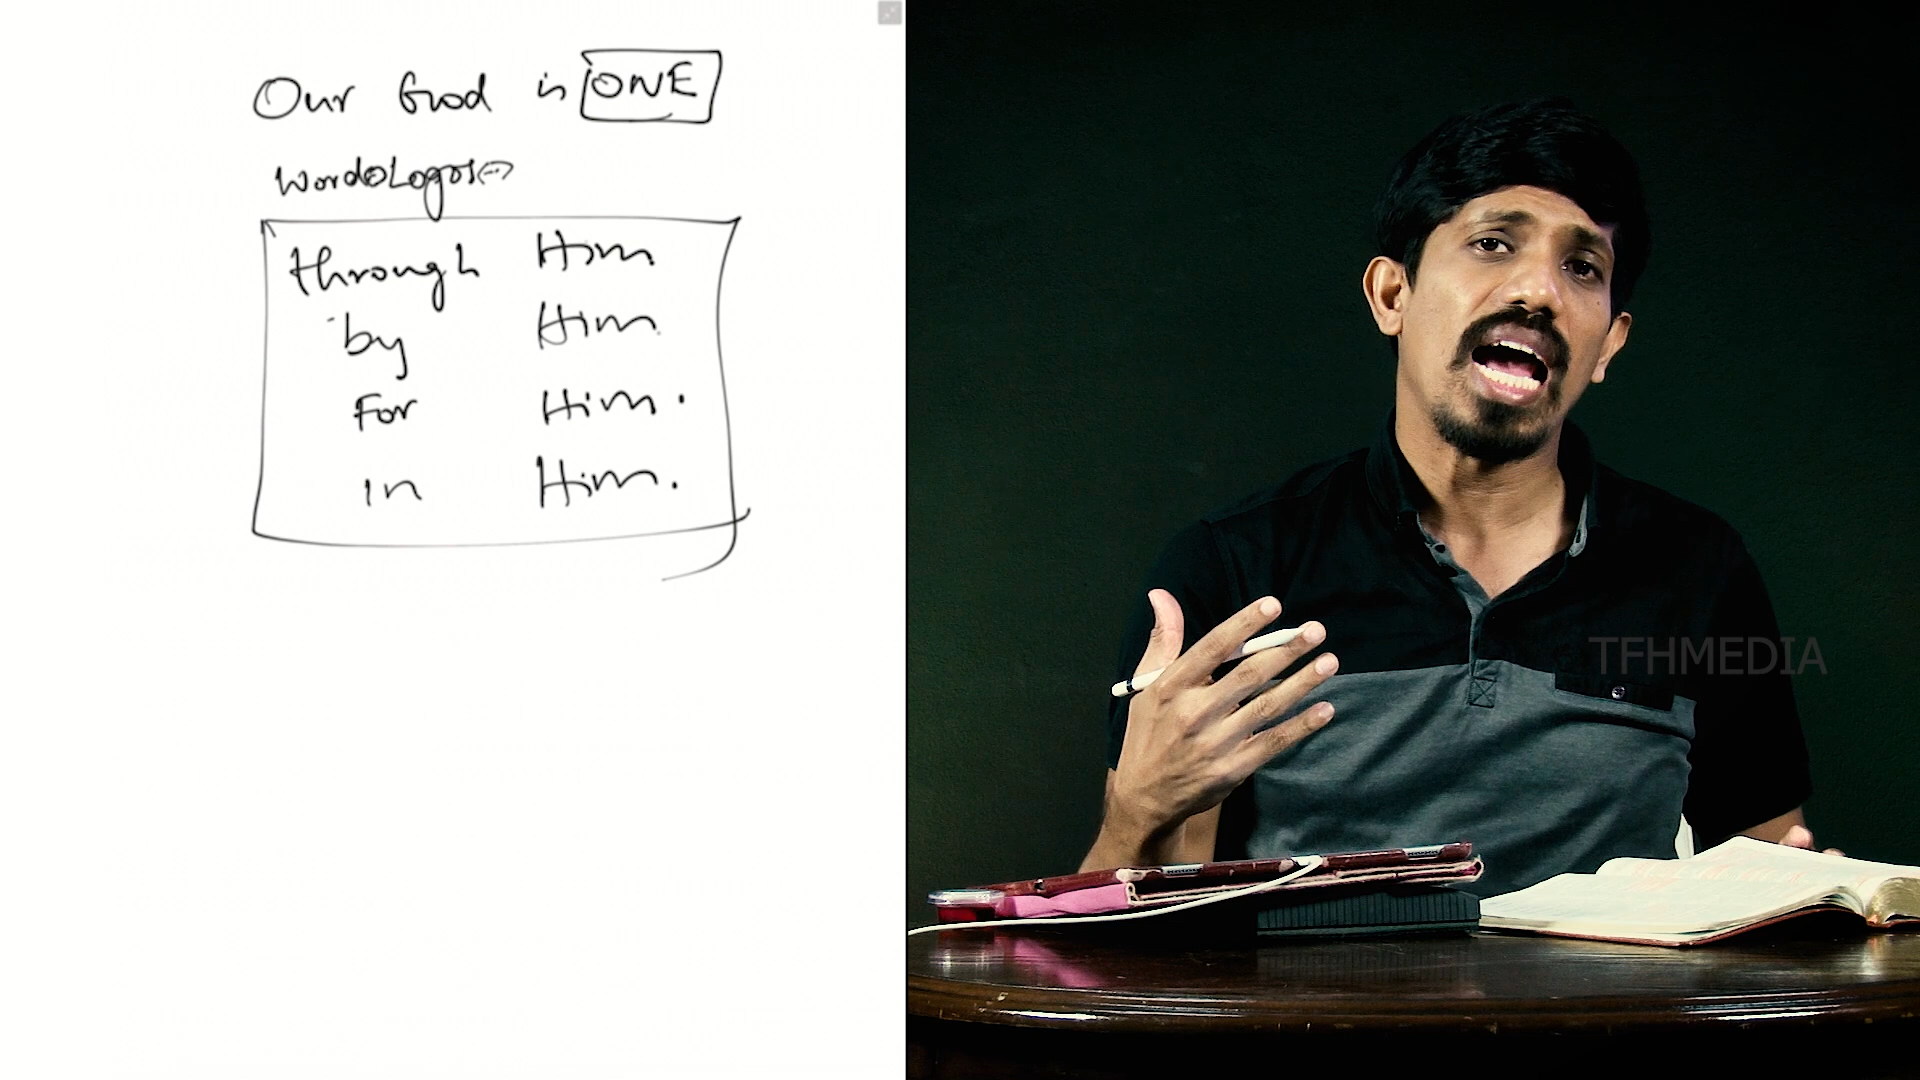 Our God is ONE
Word Logos
through Him
by Him
For Him.
in Him.
TFHMEDIA